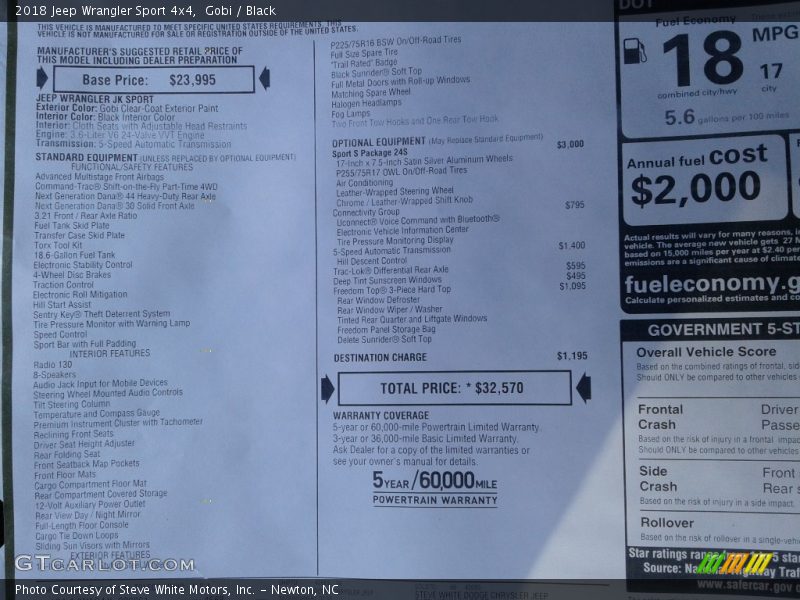 2018 Jeep Wrangler Sport 4x4,  Gobi / Black
THIS VEHICLE IS MANUFACTURED TO MEET SPECIFIC UNITED STATES REQUIREMENTS. THIS
VEHICLE IS NOT MANUFACTURED FOR SALE OR REGISTRATION OUTSIDE OF THE UNITED STATES.
MANUFACTURER'S SUGGESTED RETAIL PRICE OF
THIS MODEL INCLUDING DEALER PREPARATION
Base Price: $23,995
JEEP WRANGLER JK SPORT
Exterior Color: Gobi Clear-Coat Exterior Paint
Interior Color: Black Interior Color
Interior: Cloth Seats with Adjustable Head Restraints
Engine: 3.6-Liter V6 24-Valve VVT Engine
Transmission: 5-Speed Automatic Transmission
STANDARD EQUIPMENT (UNLESS REPLACED BY OPTIONAL EQUIPMENT)
FUNCTIONAL/SAFETY FEATURES
Advanced Multistage Front Airbags
Command-Trac® Shift-on-the-Fly Part-Time 4WD
Next Generation Dana® 44 Heavy-Duty Rear Axle
Next Generation Dana® 30 Solid Front Axle
3.21 Front / Rear Axle Ratio
Fuel Tank Skid Plate
Transfer Case Skid Plate
Torx Tool Kit
18.6-Gallon Fuel Tank
Electronic Stability Control
4-Wheel Disc Brakes
Traction Control
Electronic Roll Mitigation
Hill Start Assist
Sentry Key® Theft Deterrent System
Tire Pressure Monitor with Warning Lamp
Speed Control
Sport Bar with Full Padding
INTERIOR FEATURES
Radio 130
8-Speakers
Audio Jack Input for Mobile Devices
Steering Wheel Mounted Audio Controls
Tilt Steering Column
Temperature and Compass Gauge
Premium Instrument Cluster with Tachometer
Reclining Front Seats
Driver Seat Height Adjuster
Rear Folding Seat
Front Seatback Map Pockets
Front Floor Mats
Cargo Compartment Floor Mat
Rear Compartment Covered Storage
12-Volt Auxiliary Power Outlet
Rear View Day / Night Mirror
Full-Length Floor Console
Cargo Tie Down Loops
Sliding Sun Visors with Mirrors
EXTERIOR FEATURES
P225/75R16 BSW On/Off-Road Tires
Full Size Spare Tire
"Trail Rated" Badge
Black Sunrider® Soft Top
Full Metal Doors with Roll-up Windows
Matching Spare Wheel
Halogen Headlamps
Fog Lamps
Two Front Tow Hooks and One Rear Tow Hook
OPTIONAL EQUIPMENT (May Replace Standard Equipment)
Sport S Package 24S $3,000
17-Inch x 7.5-Inch Satin Silver Aluminum Wheels
P255/75R17 OWL On/Off-Road Tires
Air Conditioning
Leather-Wrapped Steering Wheel
Chrome / Leather-Wrapped Shift Knob
Connectivity Group $795
Uconnect® Voice Command with Bluetooth®
Electronic Vehicle Information Center
Tire Pressure Monitoring Display
5-Speed Automatic Transmission $1,400
Hill Descent Control
Trac-Lok® Differential Rear Axle $595
Deep Tint Sunscreen Windows $495
Freedom Top® 3-Piece Hard Top $1,095
Rear Window Defroster
Rear Window Wiper / Washer
Tinted Rear Quarter and Liftgate Windows
Freedom Panel Storage Bag
Delete Sunrider® Soft Top
DESTINATION CHARGE $1,195
TOTAL PRICE: * $32,570
WARRANTY COVERAGE
5-year or 60,000-mile Powertrain Limited Warranty.
3-year or 36,000-mile Basic Limited Warranty.
Ask Dealer for a copy of the limited warranties or
see your owner's manual for details.
5YEAR/60,000MILE
POWERTRAIN WARRANTY
DOT
Fuel Economy
18 MPG
17
combined city/hwy city
5.6 gallons per 100 miles
Annual fuel cost
$2,000
Actual results will vary for many reasons,
vehicle. The average new vehicle gets 27
based on 15,000 miles per year at $2.40 per
emissions are a significant cause of climate
fueleconomy.g
Calculate personalized estimates and
GOVERNMENT 5-ST
Overall Vehicle Score
Based on the combined ratings of frontal, side
Should ONLY be compared to other vehicles
Frontal Driver
Crash Passe
Based on the risk of injury in a frontal impac
Should ONLY be compared to other vehicles
Side Front
Crash Rear
Based on the risk of injury in a side impact.
Rollover
Based on the risk of rollover in a single-vehi
Star ratings 5 star
Source: Highway Traf
www.safercar.gov
GTcarlot.com
Photo Courtesy of Steve White Motors, Inc. – Newton, NC
STEVE WHITE DODGE CHRYSLER JEEP